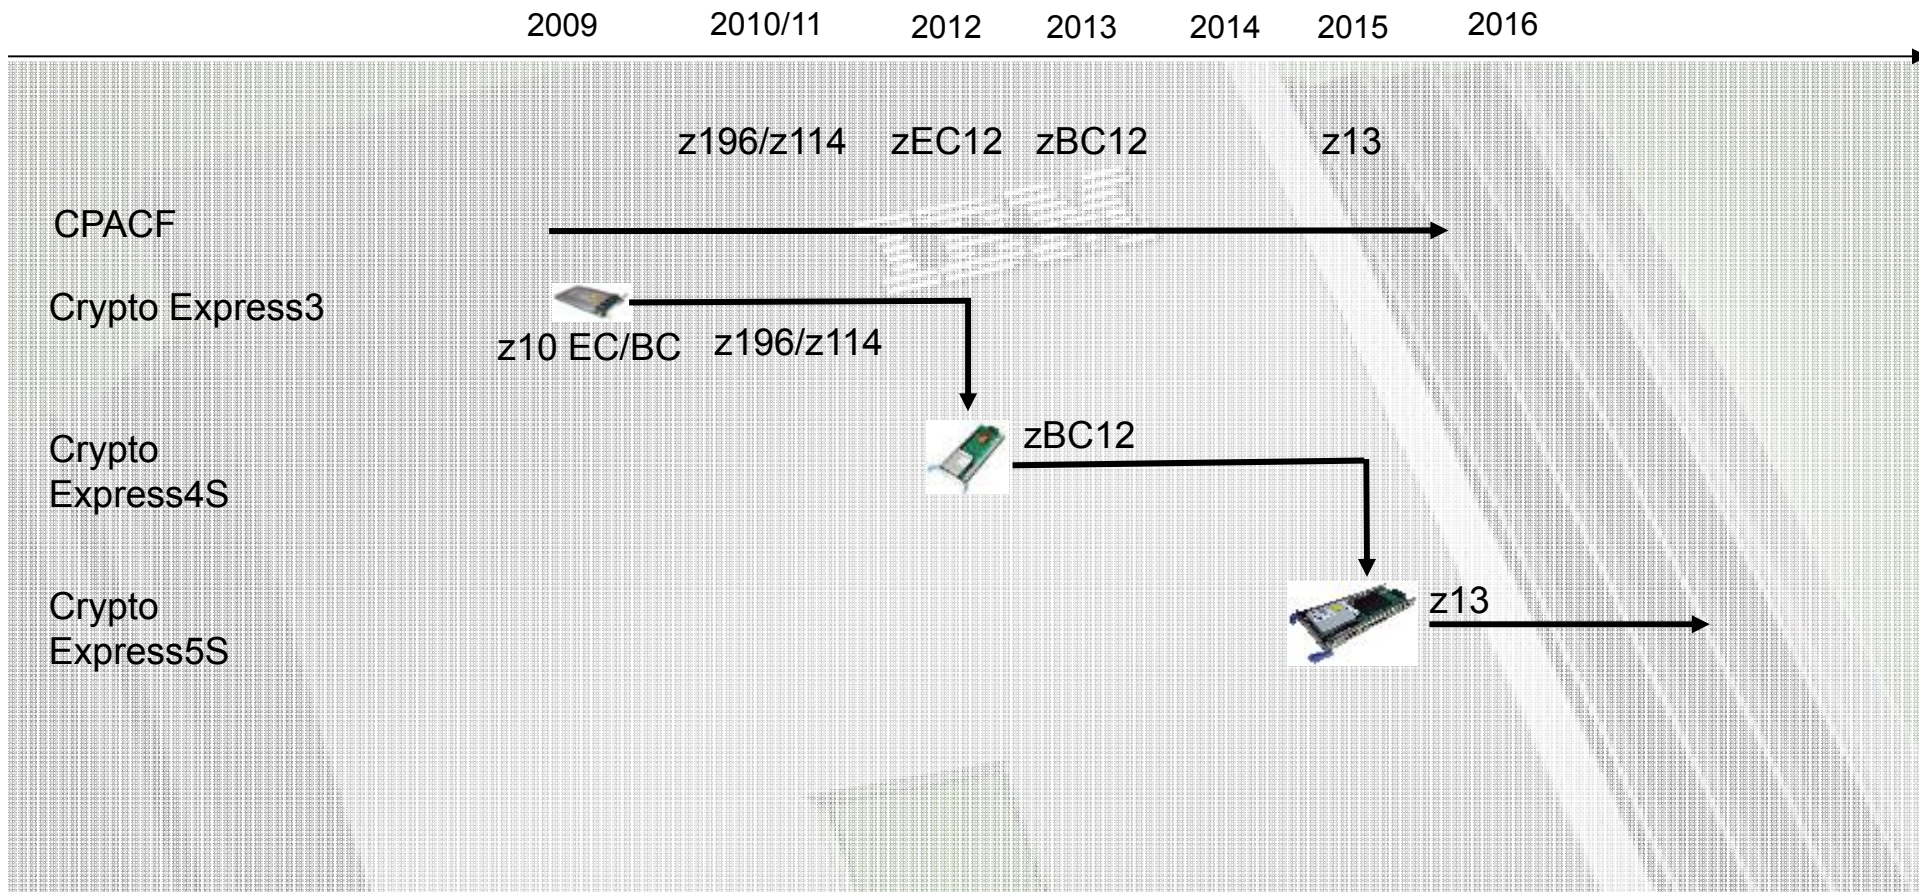 2009 2010/11 2012 2013 2014 2015 2016
z196/z114 zEC12 zBC12 z13
CPACF
Crypto Express3
z10 EC/BC z196/z114
Crypto
Express4S
zBC12
Crypto
Express5S
z13